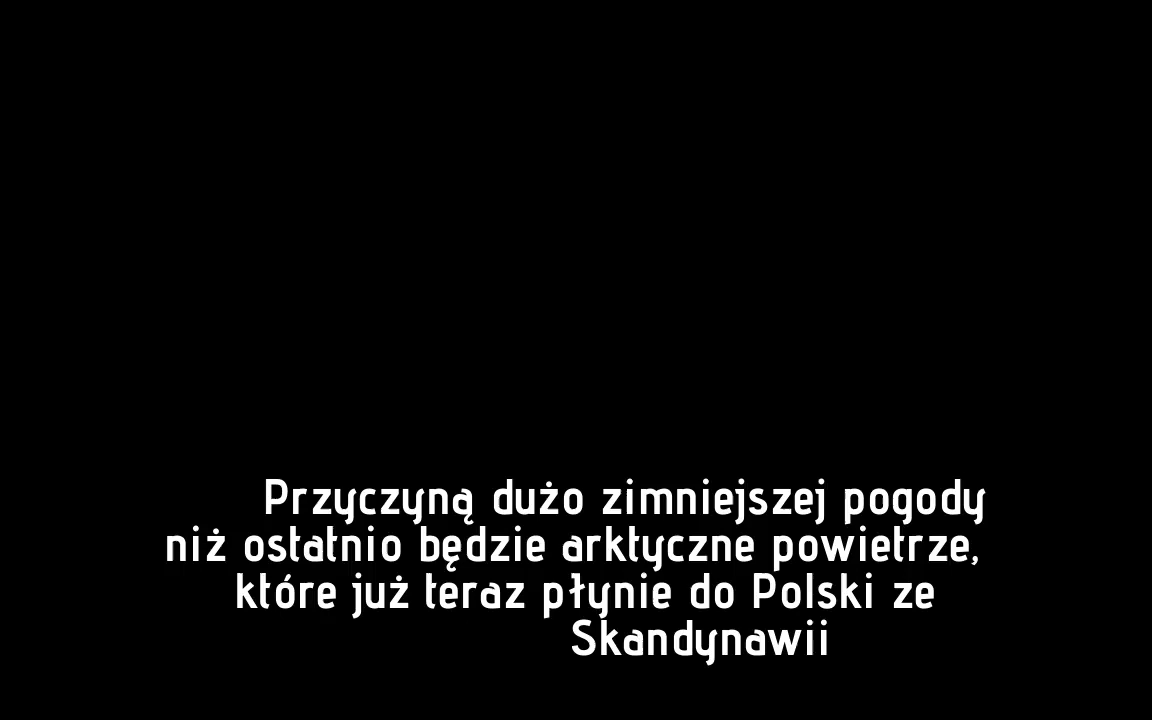 Przyczyną dużo zimniejszej pogody
niż ostatnio będzie arktyczne powietrze,
które już teraz płynie do Polski ze
Skandynawii